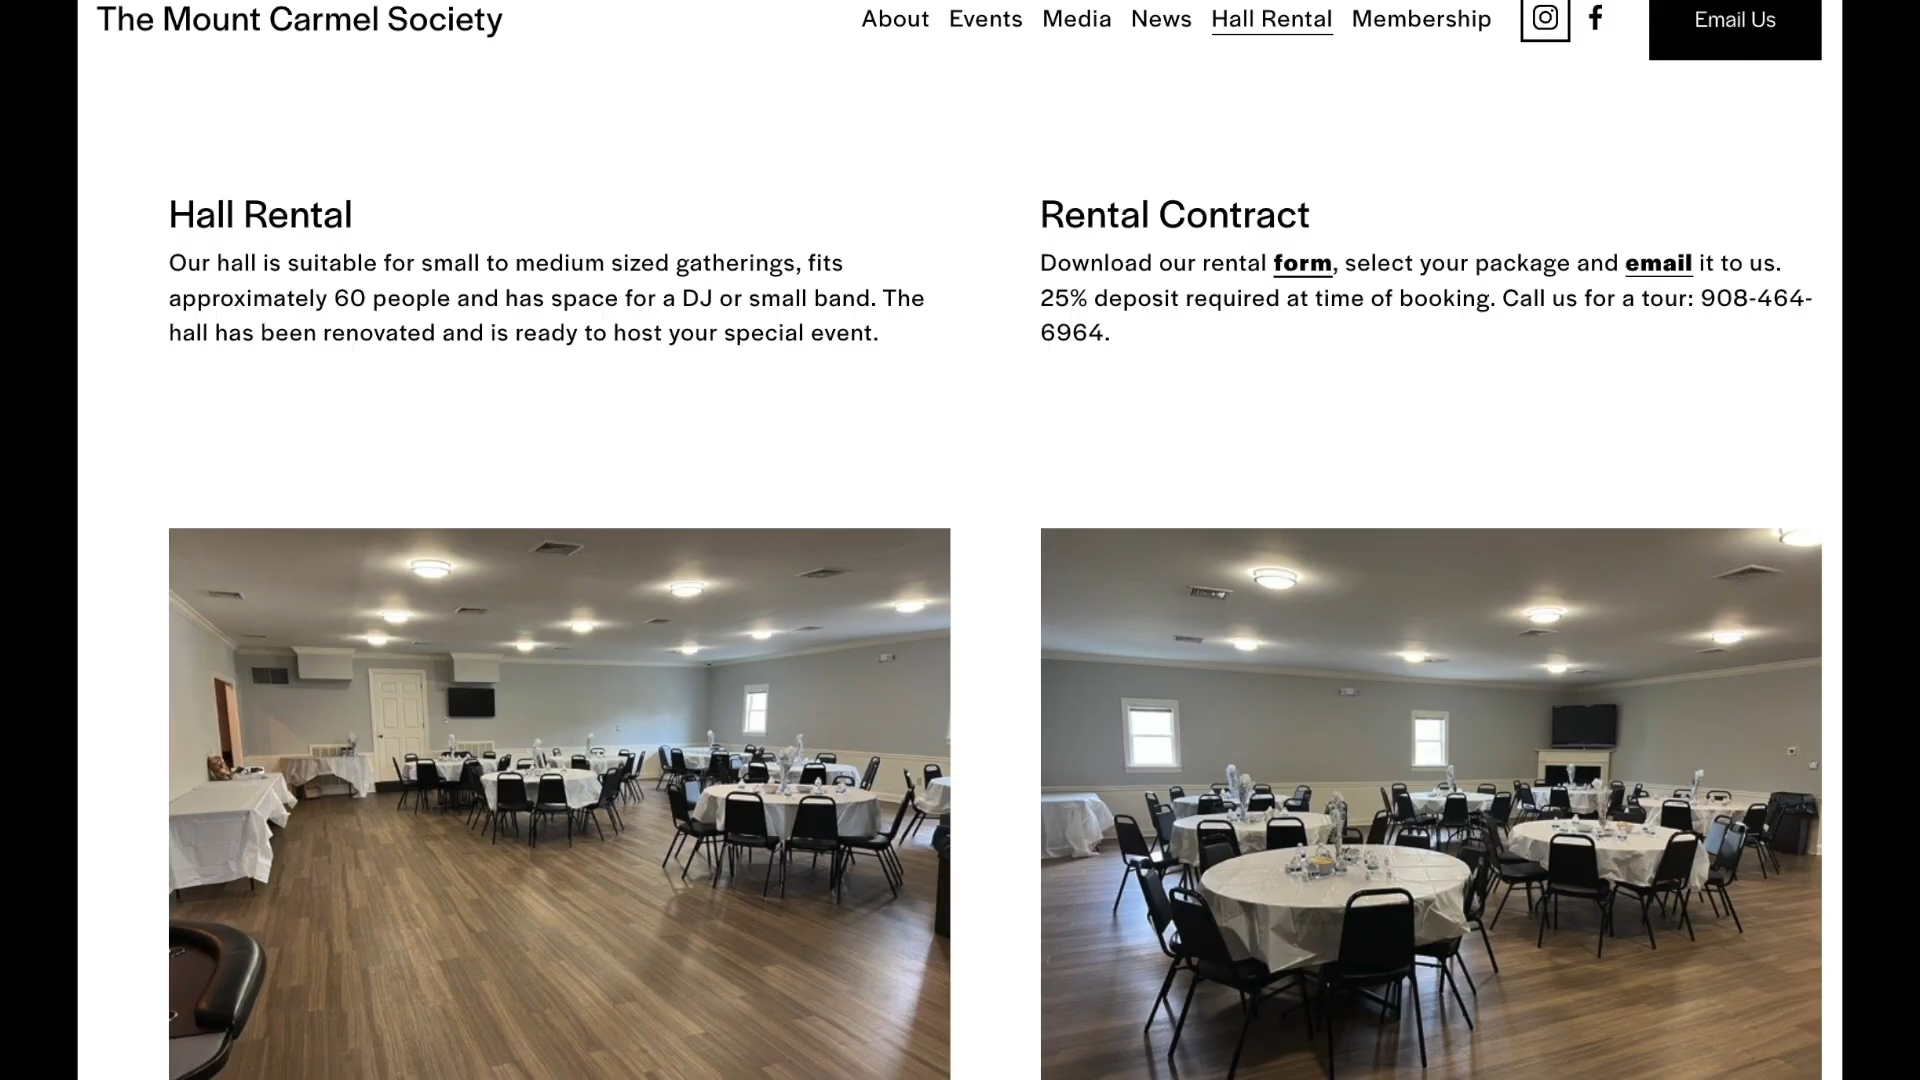 The Mount Carmel Society
About Events Media News Hall Rental Membership
Email Us
Hall Rental
Our hall is suitable for small to medium sized gatherings, fits
approximately 60 people and has space for a DJ or small band. The
hall has been renovated and is ready to host your special event.
Rental Contract
Download our rental form, select your package and email it to us.
25% deposit required at time of booking. Call us for a tour: 908-464-
6964.